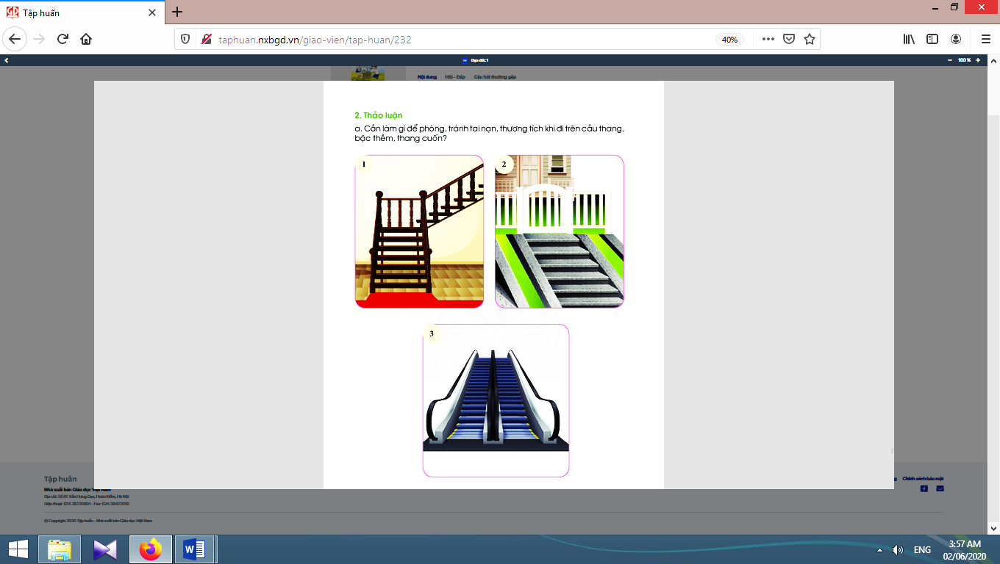 Tập huấn
taphuan.nxbgd.vn/giao-vien/tap-huan/232
40%
Đạo đức 1
100 %
Nội dung
Hỏi - Đáp
Câu hỏi thường gặp
2. Thảo luận
a. Cần làm gì để phòng, tránh tai nạn, thương tích khi đi trên cầu thang,
bậc thềm, thang cuốn?
1
2
3
Tập huấn
Nhà xuất bản Giáo dục Việt Nam
Địa chỉ: Số 81 Trần Hưng Đạo, Hoàn Kiếm, Hà Nội
Điện thoại: 024.38220801 - Fax: 024.39422010
Chính sách bảo mật
© Copyright 2020 Tập huấn - Nhà xuất bản Giáo dục Việt Nam
ENG
3:57 AM
02/06/2020